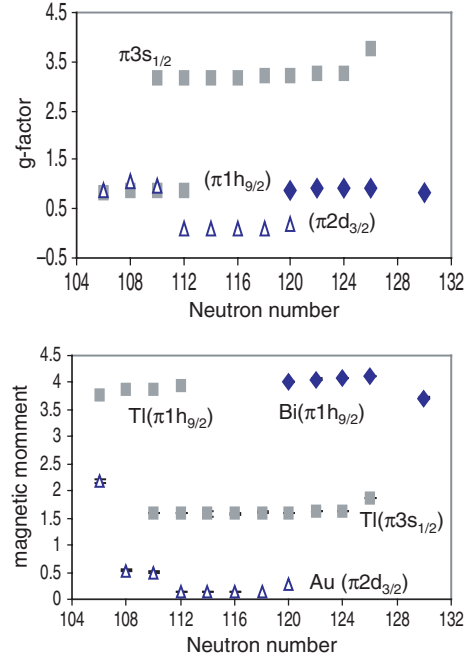 4.5
3.5
2.5
1.5
0.5
–0.5
g-factor
π3s1/2
(π1h9/2)
(π2d3/2)
104 108 112 116 120 124 128 132
Neutron number
4.5
4
3.5
3
2.5
2
1.5
1
0.5
0
magnetic momment
Tl(π1h9/2)
Bi(π1h9/2)
Tl(π3s1/2)
Au (π2d3/2)
104 108 112 116 120 124 128 132
Neutron number